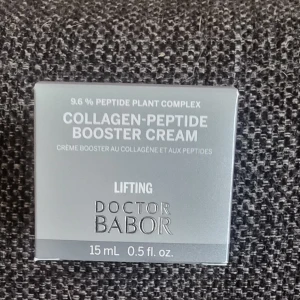 9.6 % PEPTIDE PLANT COMPLEX
COLLAGEN-PEPTIDE
BOOSTER CREAM
CRÈME BOOSTER AU COLLAGÈNE ET AUX PEPTIDES
LIFTING
DOCTOR
BABOR
15 mL 0.5 fl. oz.